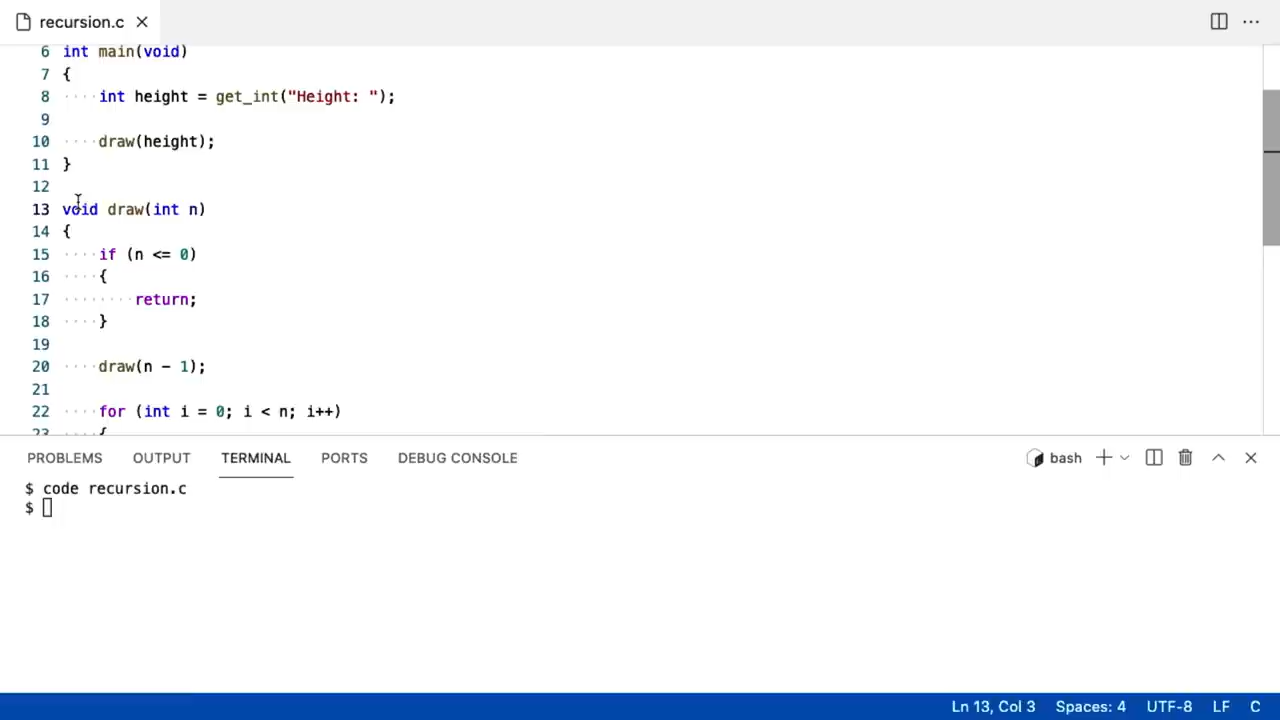 recursion.c
6 int main(void)
7 {
8 ····int height = get_int("Height: ");
9
10 ····draw(height);
11 }
12
13 void draw(int n)
14 {
15 ····if (n <= 0)
16 ····{
17 ········return;
18 ····}
19
20 ····draw(n - 1);
21
22 ····for (int i = 0; i < n; i++)
23 ····{
PROBLEMS OUTPUT TERMINAL PORTS DEBUG CONSOLE bash
$ code recursion.c
$
Ln 13, Col 3 Spaces: 4 UTF-8 LF C